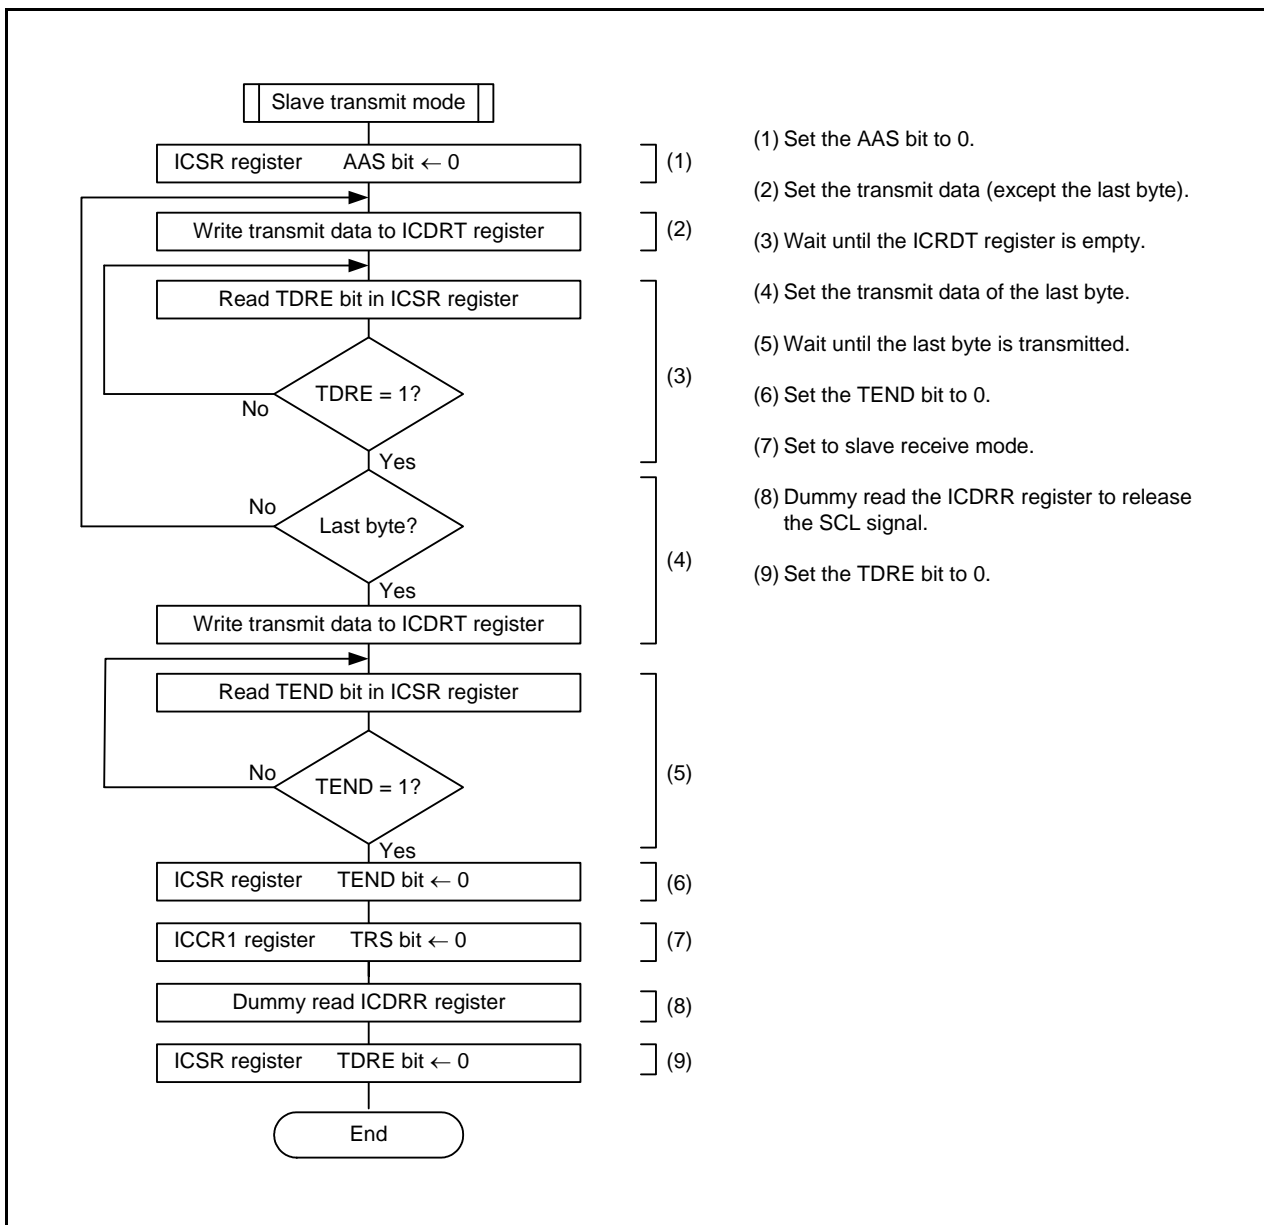 Slave transmit mode
ICSR register AAS bit ← 0
(1)
Write transmit data to ICDRT register
(2)
Read TDRE bit in ICSR register
TDRE = 1?
No
Yes
(3)
Last byte?
No
Yes
Write transmit data to ICDRT register
(4)
Read TEND bit in ICSR register
TEND = 1?
No
Yes
(5)
ICSR register TEND bit ← 0
(6)
ICCR1 register TRS bit ← 0
(7)
Dummy read ICDRR register
(8)
ICSR register TDRE bit ← 0
(9)
End
(1) Set the AAS bit to 0.
(2) Set the transmit data (except the last byte).
(3) Wait until the ICRDT register is empty.
(4) Set the transmit data of the last byte.
(5) Wait until the last byte is transmitted.
(6) Set the TEND bit to 0.
(7) Set to slave receive mode.
(8) Dummy read the ICDRR register to release
the SCL signal.
(9) Set the TDRE bit to 0.